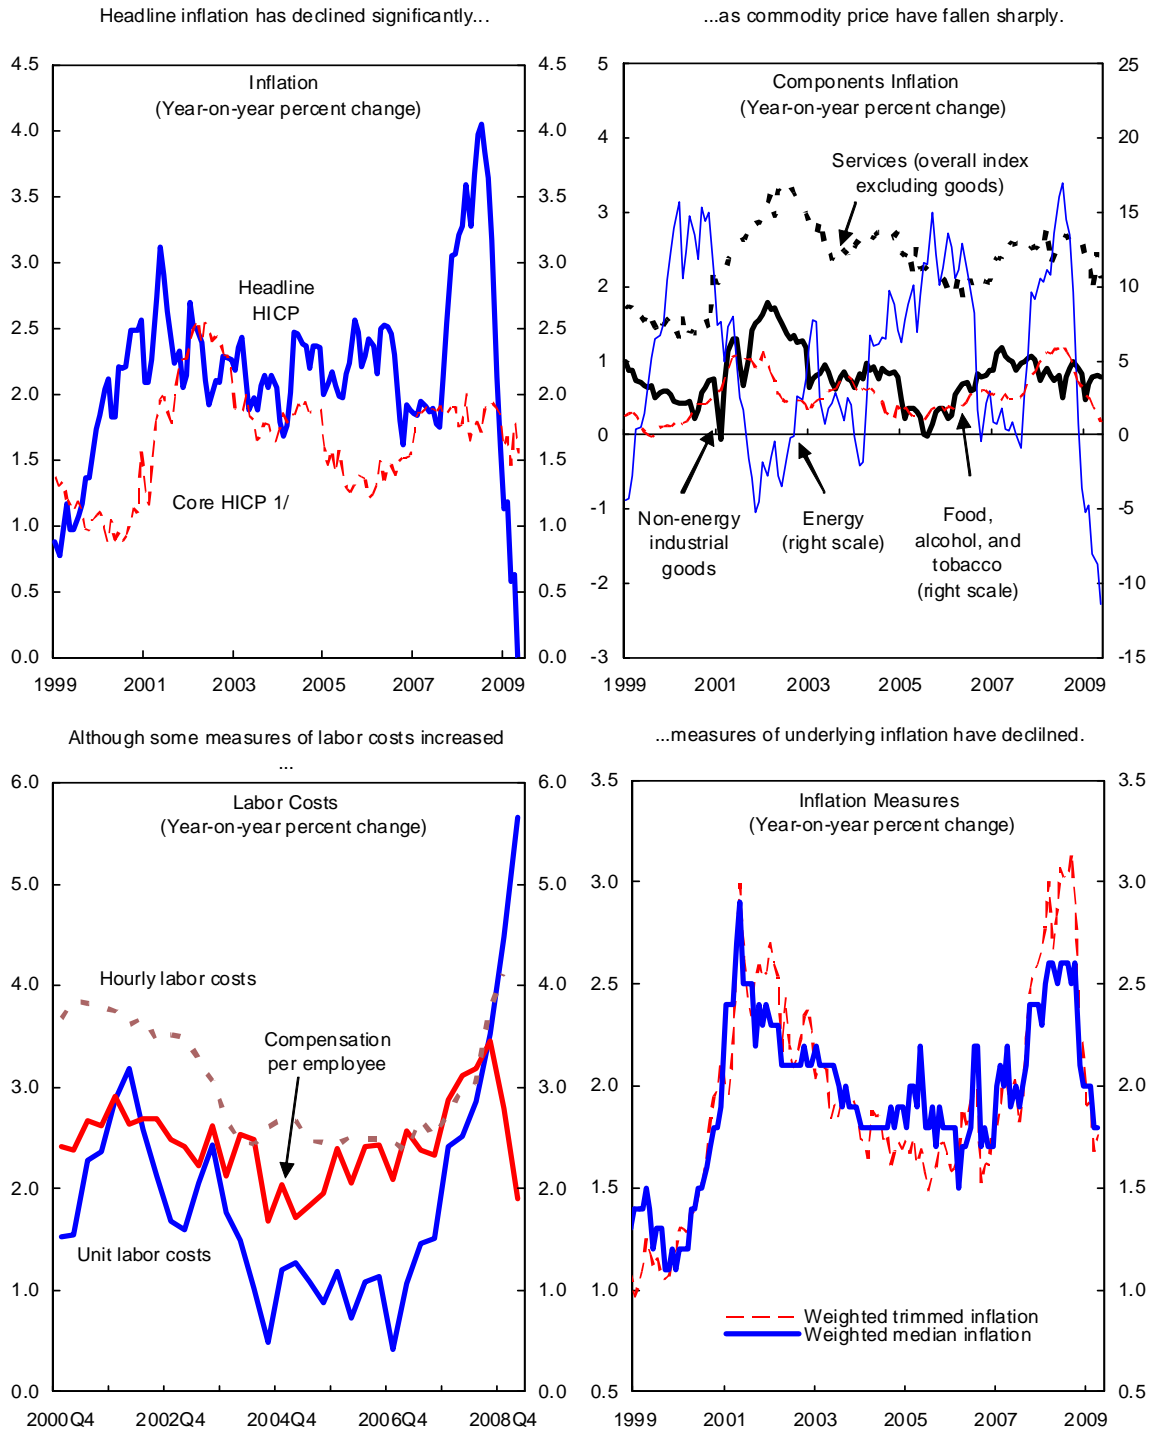 Headline inflation has declined significantly...
Inflation
(Year-on-year percent change)
4.5
4.0
3.5
3.0
2.5
2.0
1.5
1.0
0.5
0.0
4.5
4.0
3.5
3.0
2.5
2.0
1.5
1.0
0.5
0.0
Headline
HICP
Core HICP 1/
1999
2001
2003
2005
2007
2009
...as commodity price have fallen sharply.
Components Inflation
(Year-on-year percent change)
5
4
3
2
1
0
-1
-2
-3
25
20
15
10
5
0
-5
-10
-15
Services (overall index
excluding goods)
Non-energy
industrial
goods
Energy
(right scale)
Food,
alcohol, and
tobacco
(right scale)
1999
2001
2003
2005
2007
2009
Although some measures of labor costs increased
...
Labor Costs
(Year-on-year percent change)
6.0
5.0
4.0
3.0
2.0
1.0
0.0
6.0
5.0
4.0
3.0
2.0
1.0
0.0
Hourly labor costs
Compensation
per employee
Unit labor costs
2000Q4
2002Q4
2004Q4
2006Q4
2008Q4
...measures of underlying inflation have declilned.
Inflation Measures
(Year-on-year percent change)
3.5
3.0
2.5
2.0
1.5
1.0
0.5
3.5
3.0
2.5
2.0
1.5
1.0
0.5
Weighted trimmed inflation
Weighted median inflation
1999
2001
2003
2005
2007
2009